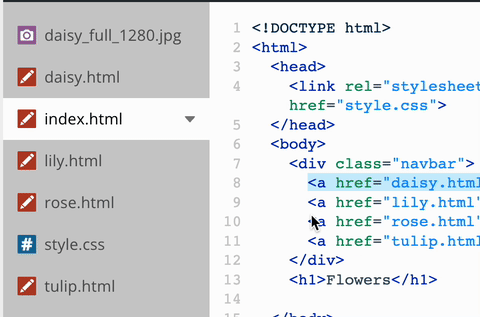 daisy_full_1280.jpg
daisy.html
index.html
lily.html
rose.html
style.css
tulip.html
1 <!DOCTYPE html>
2 <html>
3 <head>
4 <link rel="stylesheet
href="style.css">
5 </head>
6 <body>
7 <div class="navbar">
8 <a href="daisy.html
9 <a href="lily.html"
10 <a href="rose.html"
11 <a href="tulip.html
12 </div>
13 <h1>Flowers</h1>
14
15 </body>